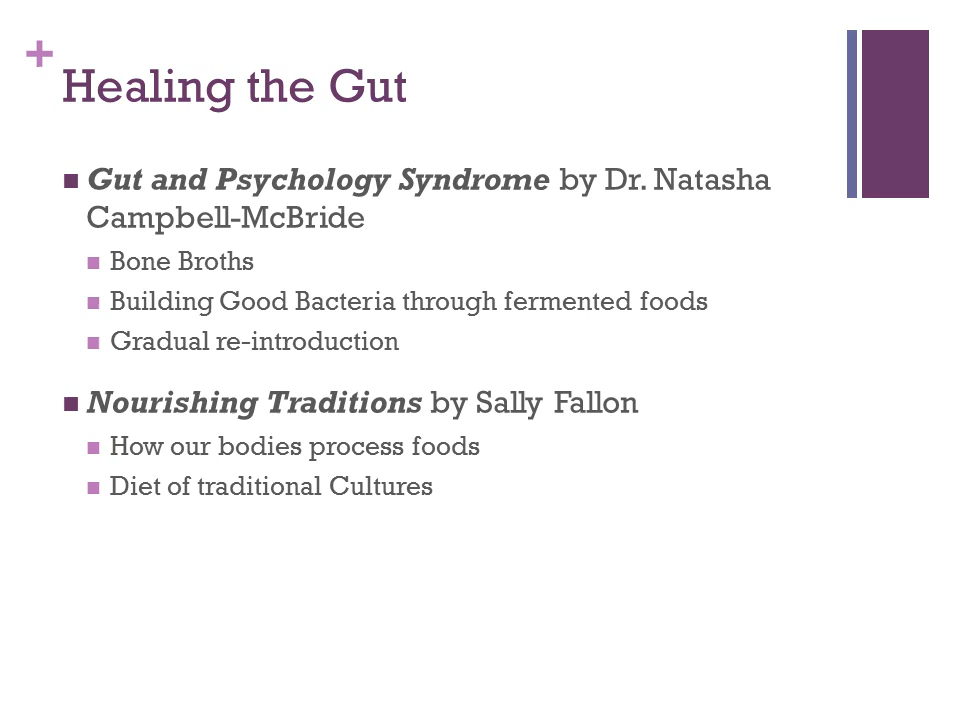 +
Healing the Gut
Gut and Psychology Syndrome by Dr. Natasha
Campbell-McBride
Bone Broths
Building Good Bacteria through fermented foods
Gradual re-introduction
Nourishing Traditions by Sally Fallon
How our bodies process foods
Diet of traditional Cultures